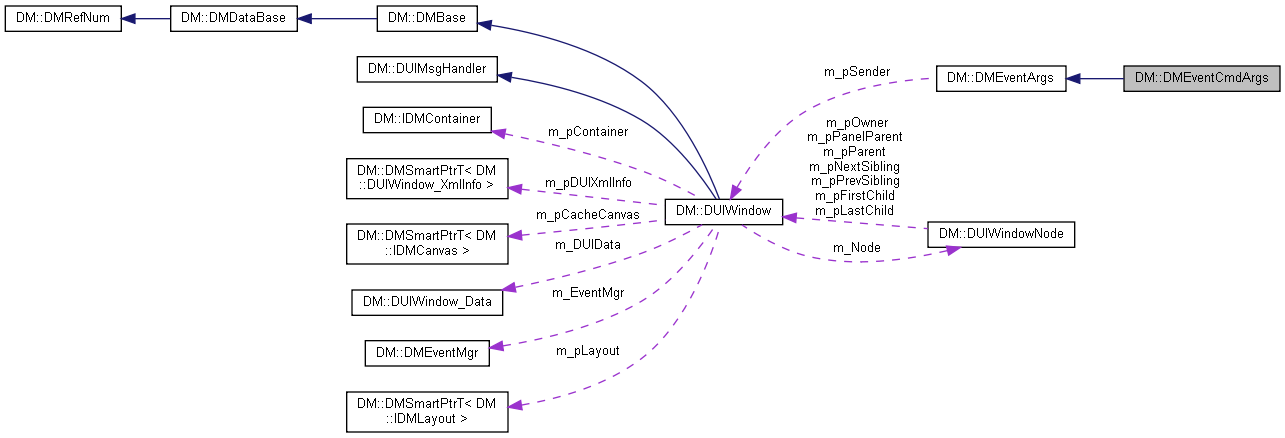 DM::DMRefNum
DM::DMDataBase
DM::DMBase
DM::DUIMsgHandler
m_pSender
DM::DMEventArgs
DM::DMEventCmdArgs
DM::IDMContainer
m_pContainer
m_pOwner
m_pPanelParent
m_pParent
m_pNextSibling
m_pPrevSibling
m_pFirstChild
m_pLastChild
DM::DMSmartPtrT< DM
::DUIWindow_XmlInfo >
m_pDUIXmlInfo
DM::DUIWindow
m_pCacheCanvas
DM::DMSmartPtrT< DM
::IDMCanvas >
m_DUIData
DM::DUIWindowNode
m_Node
DM::DUIWindow_Data
m_EventMgr
DM::DMEventMgr
m_pLayout
DM::DMSmartPtrT< DM
::IDMLayout >